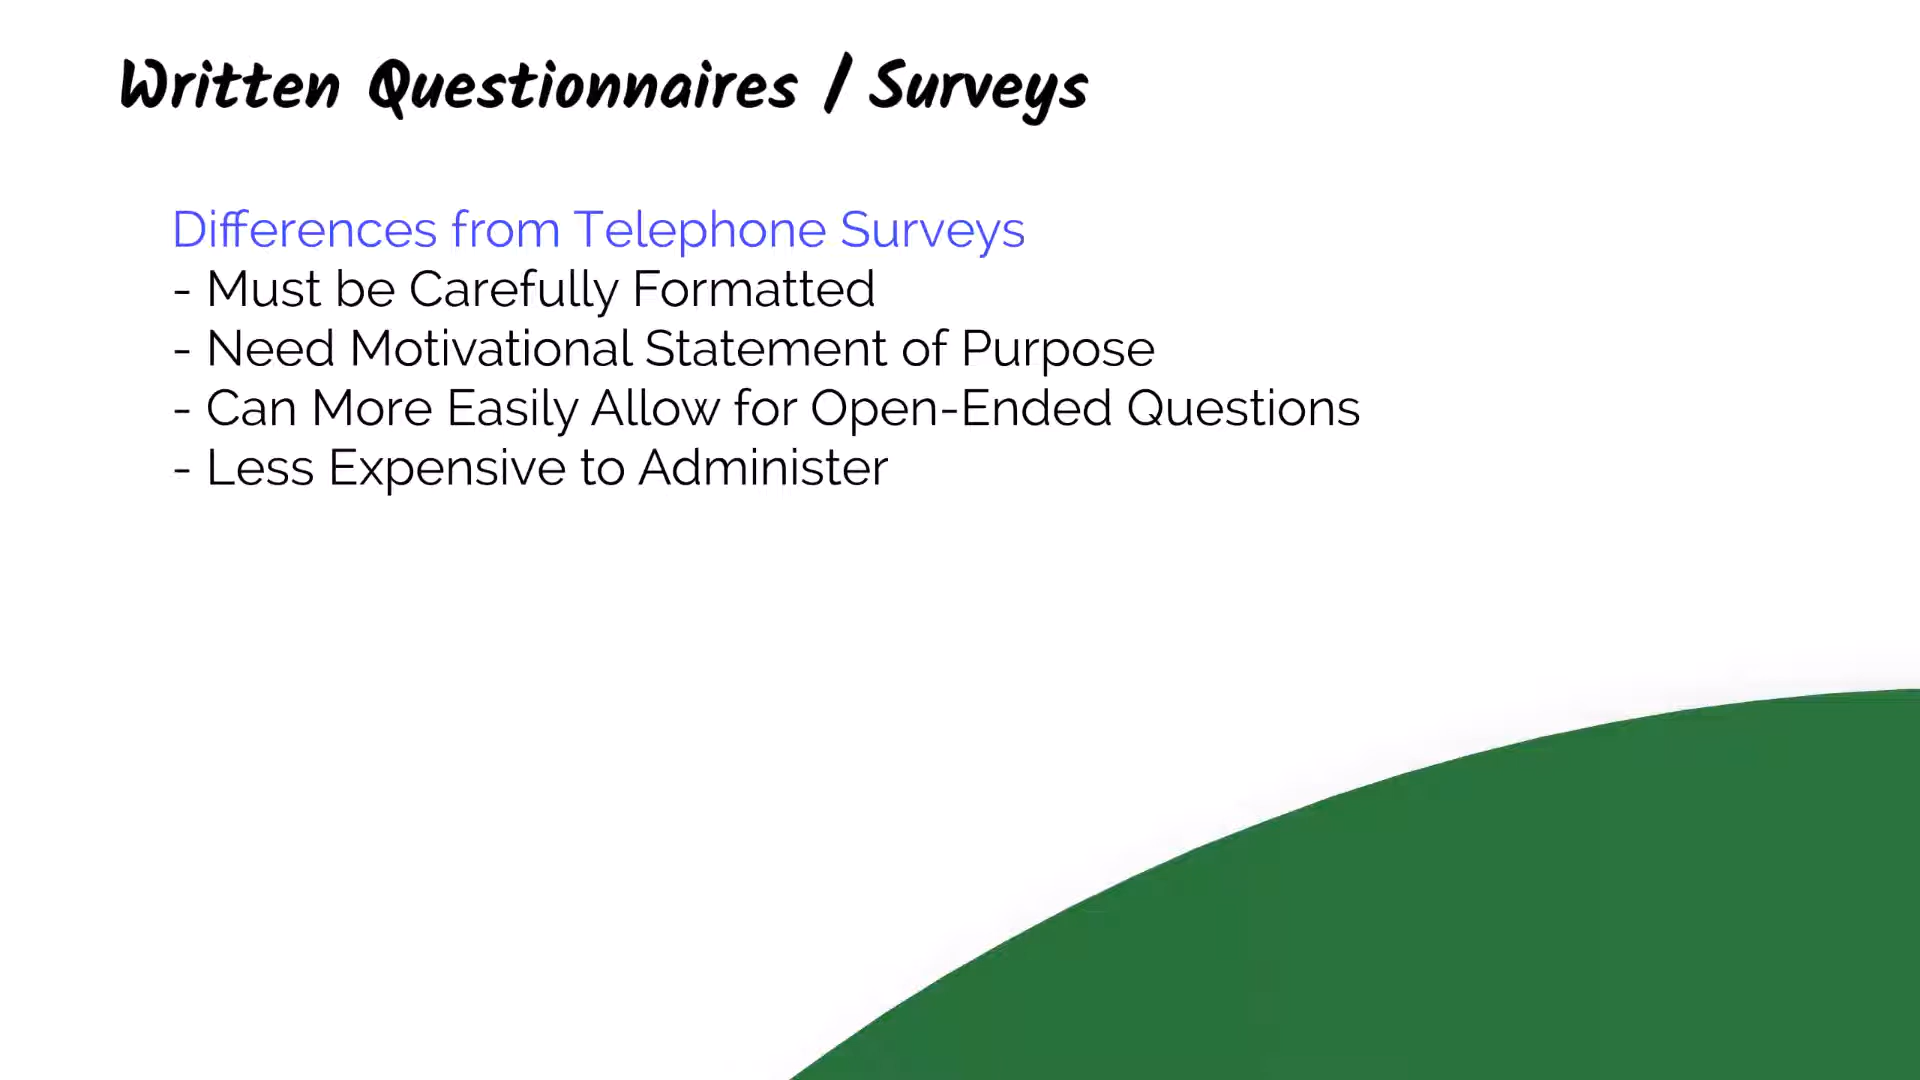 Written Questionnaires / Surveys
Differences from Telephone Surveys
- Must be Carefully Formatted
- Need Motivational Statement of Purpose
- Can More Easily Allow for Open-Ended Questions
- Less Expensive to Administer